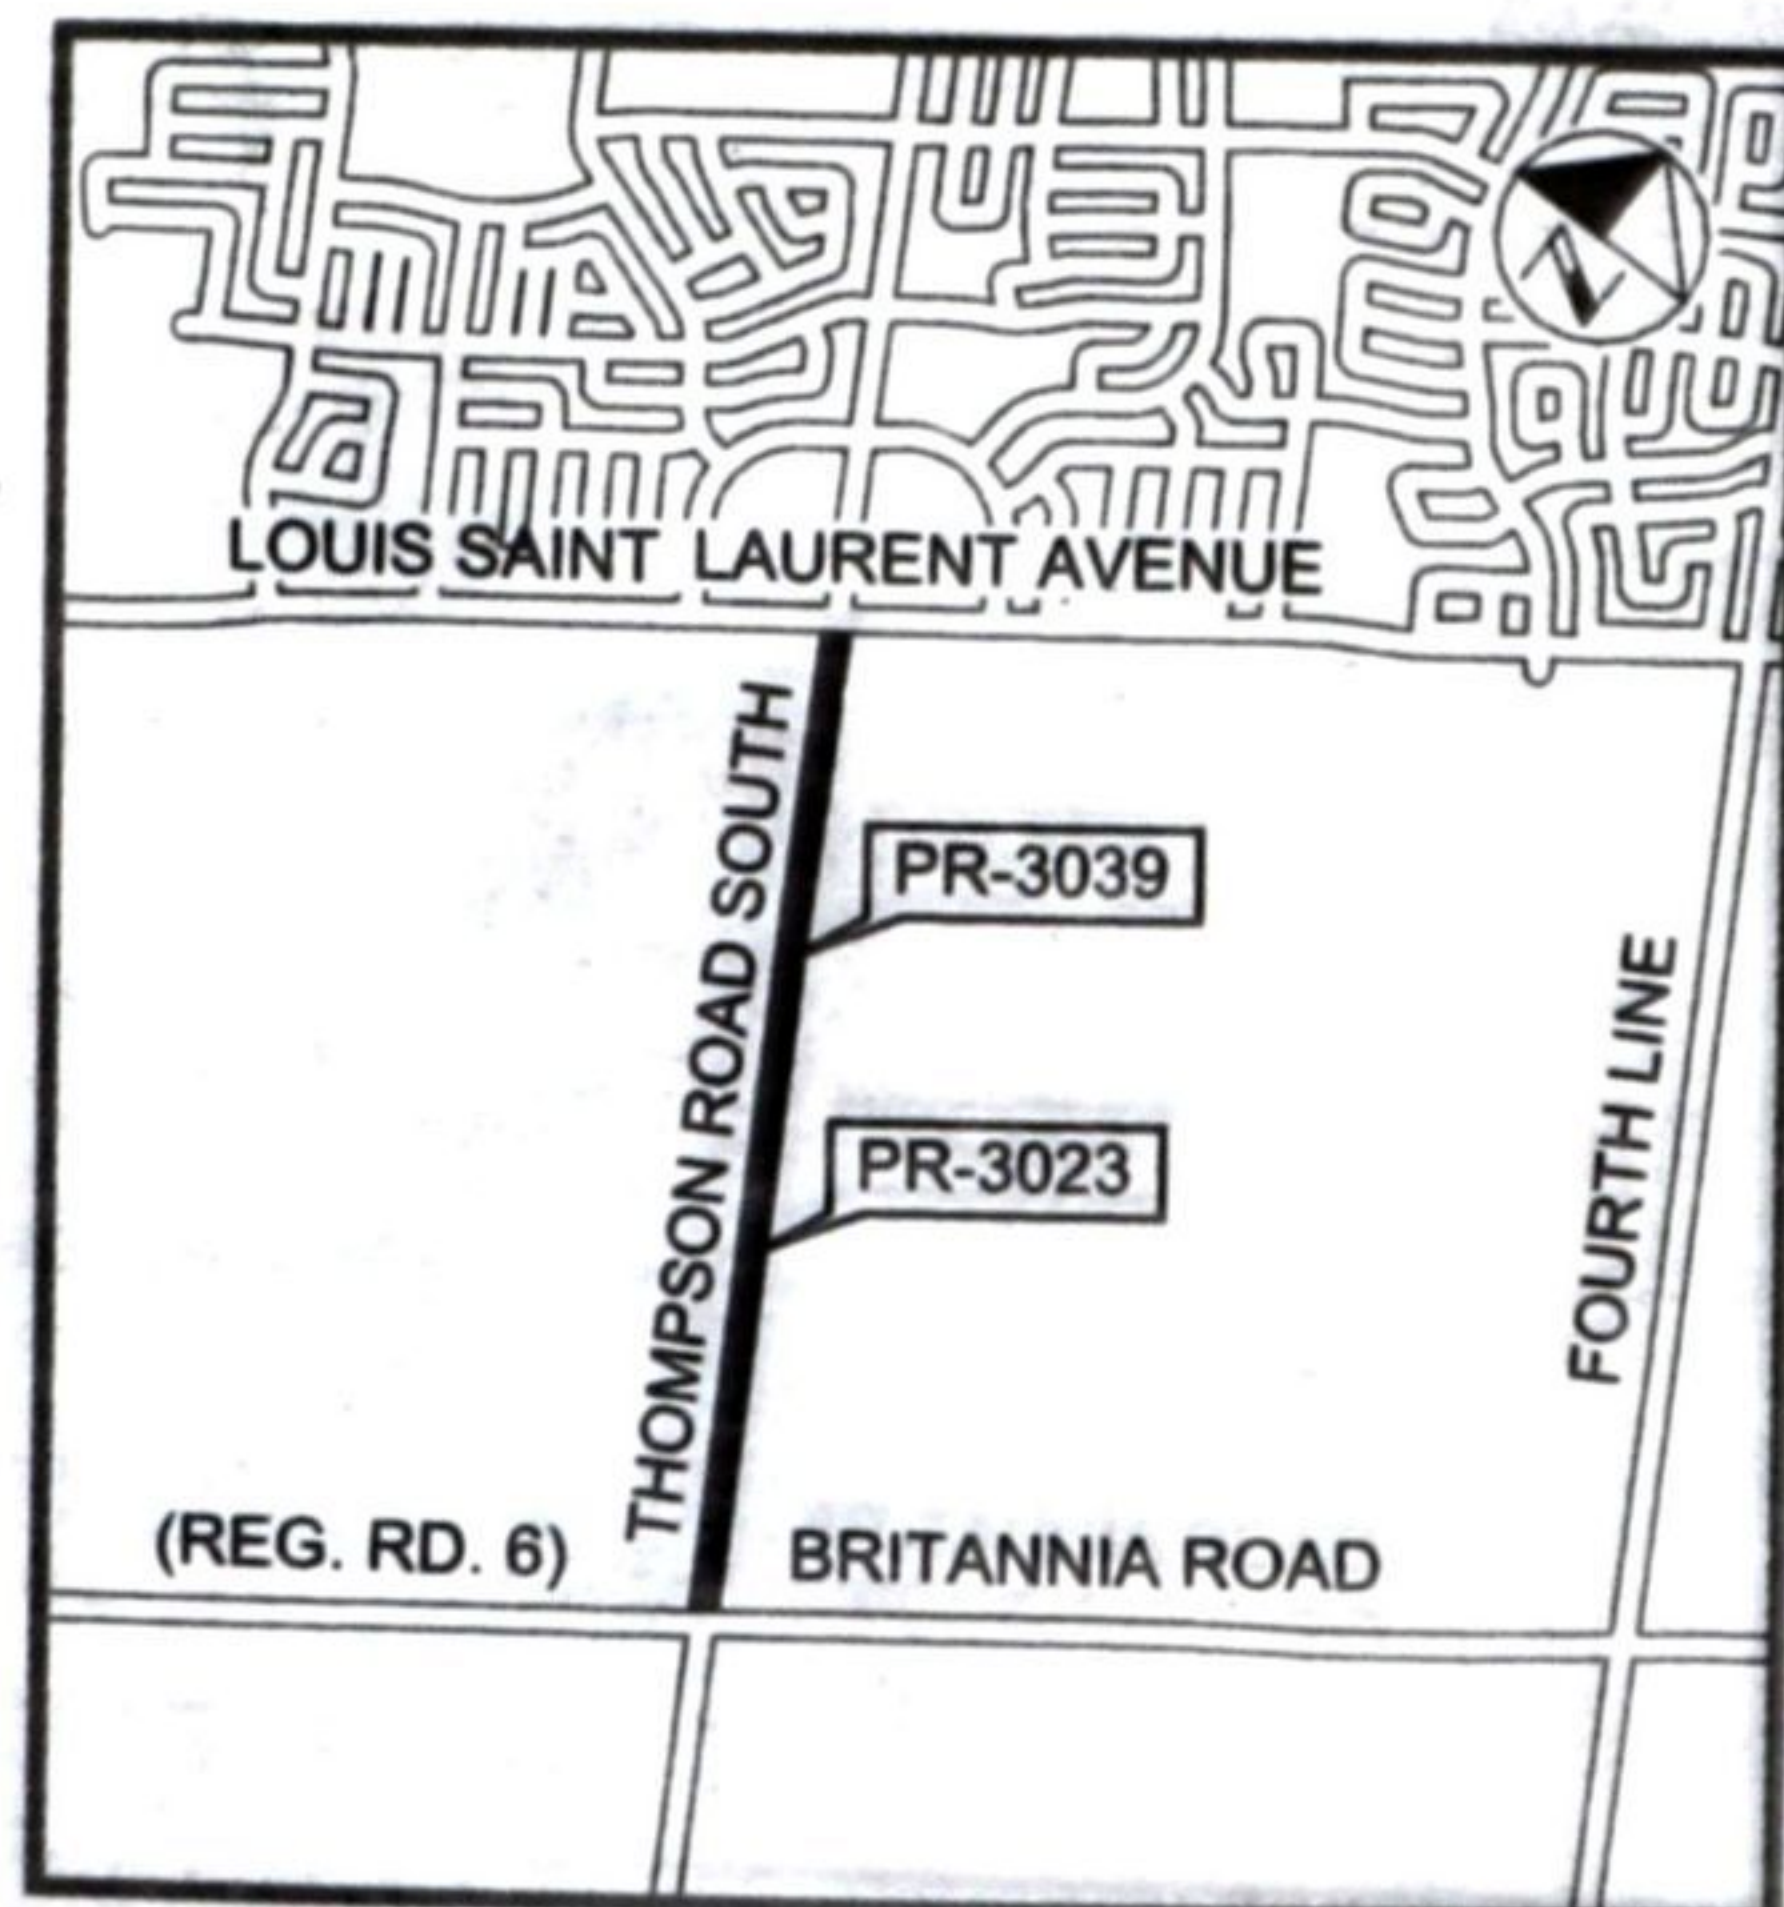 N
LOUIS SAINT LAURENT AVENUE
THOMPSON ROAD SOUTH
PR-3039
PR-3023
FOURTH LINE
(REG. RD. 6)
BRITANNIA ROAD